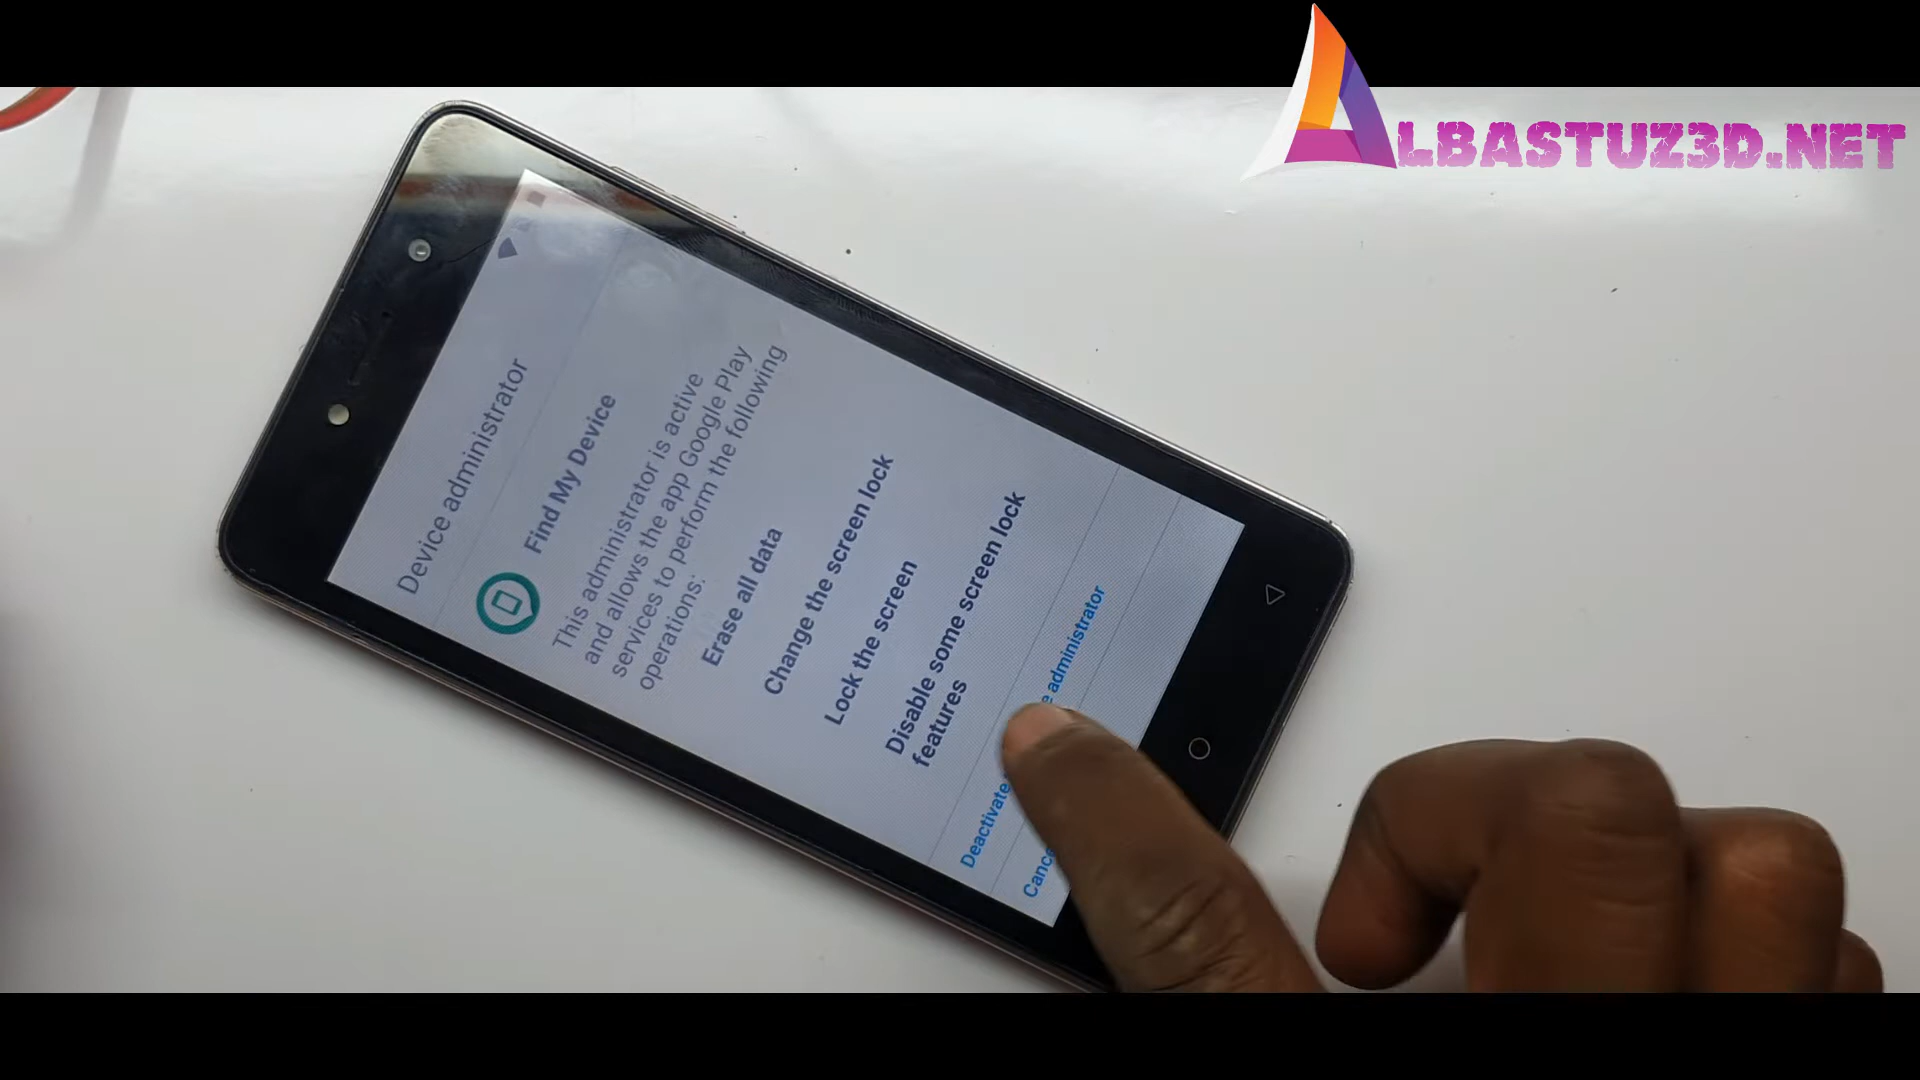 ALBASTUZ3D.NET
Device administrator
Find My Device
This administrator is active
and allows the app Google Play
services to perform the following
operations:
Erase all data
Change the screen lock
Lock the screen
Disable some screen lock
features
Deactivate administrator